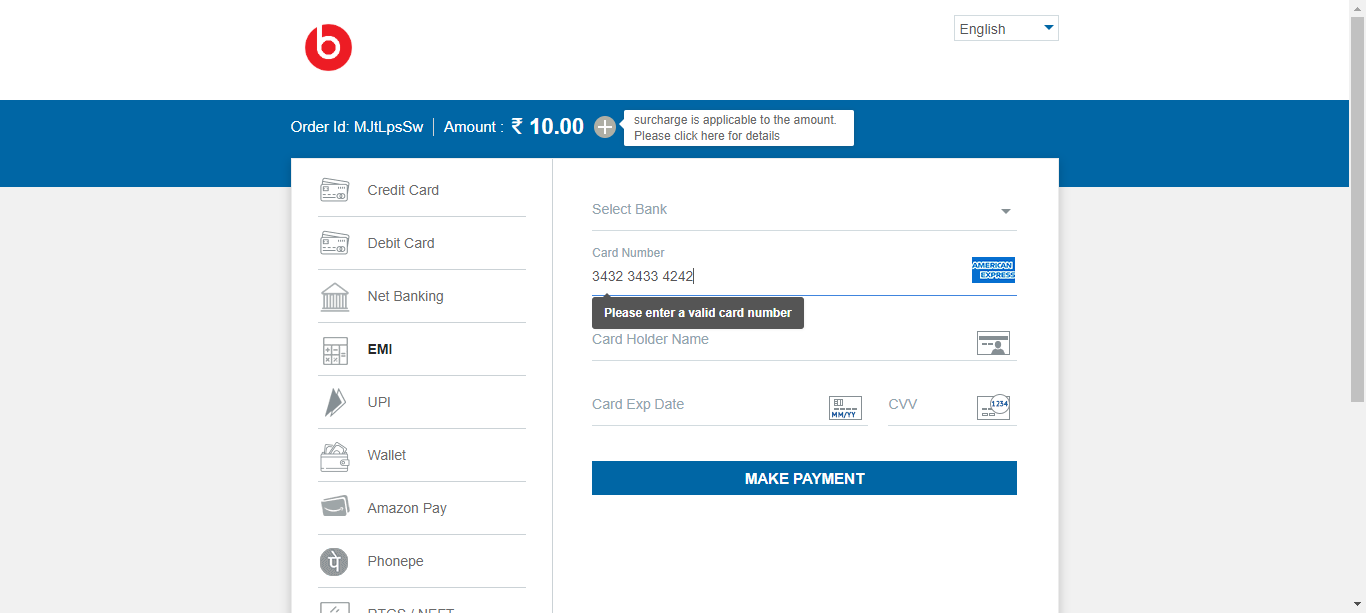 b
English
Order Id: MJtLpsSw
Amount : ₹ 10.00
surcharge is applicable to the amount.
Please click here for details
Credit Card
Debit Card
Net Banking
EMI
UPI
Wallet
Amazon Pay
Phonepe
RTGS / NEFT
Select Bank
Card Number
3432 3433 4242
AMERICAN
EXPRESS
Please enter a valid card number
Card Holder Name
Card Exp Date
MM/YY
CVV
1234
MAKE PAYMENT